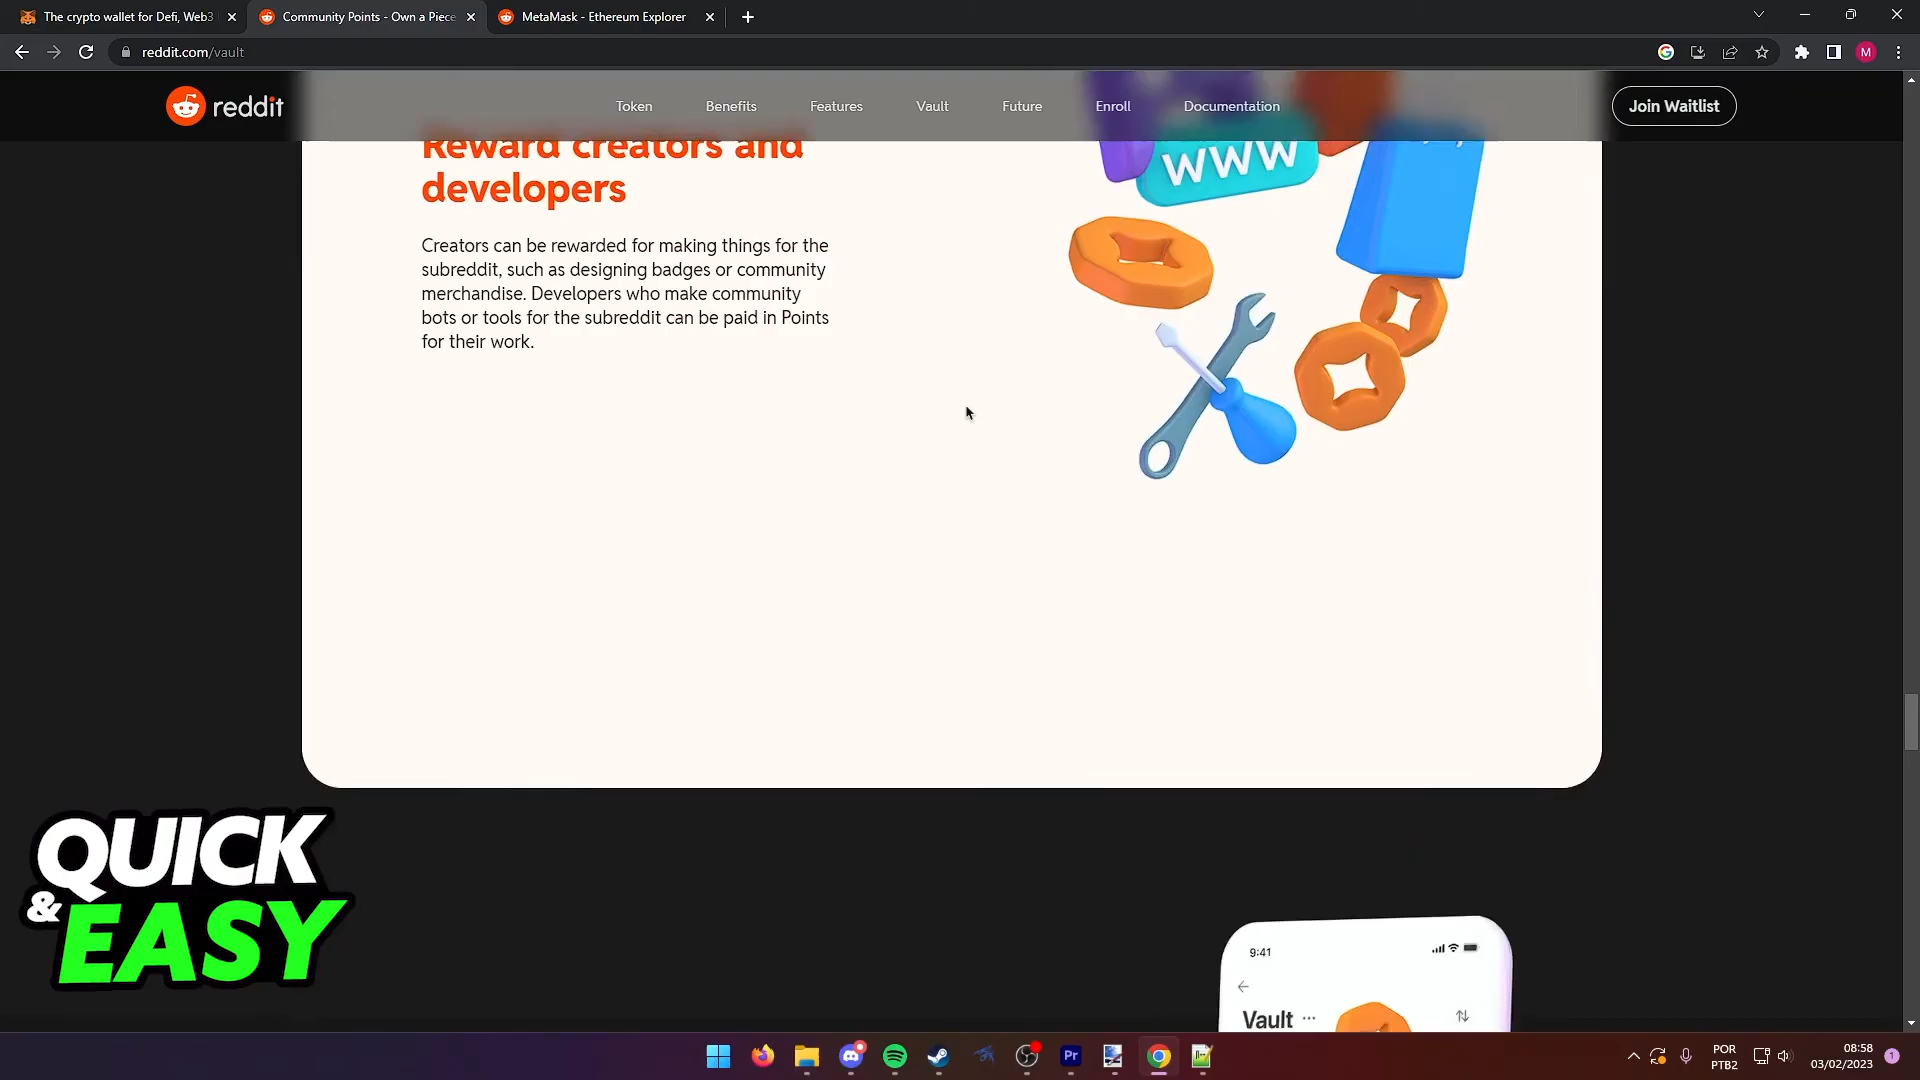 The crypto wallet for Defi, Web3
Community Points - Own a Piece
MetaMask - Ethereum Explorer
reddit.com/vault
M
reddit
Token
Benefits
Features
Vault
Future
Enroll
Documentation
Join Waitlist
Reward creators and
developers
WWW
Creators can be rewarded for making things for the
subreddit, such as designing badges or community
merchandise. Developers who make community
bots or tools for the subreddit can be paid in Points
for their work.
QUICK
&EASY
9:41
Vault ...
Pr
POR
PTB2
08:58
03/02/2023
1